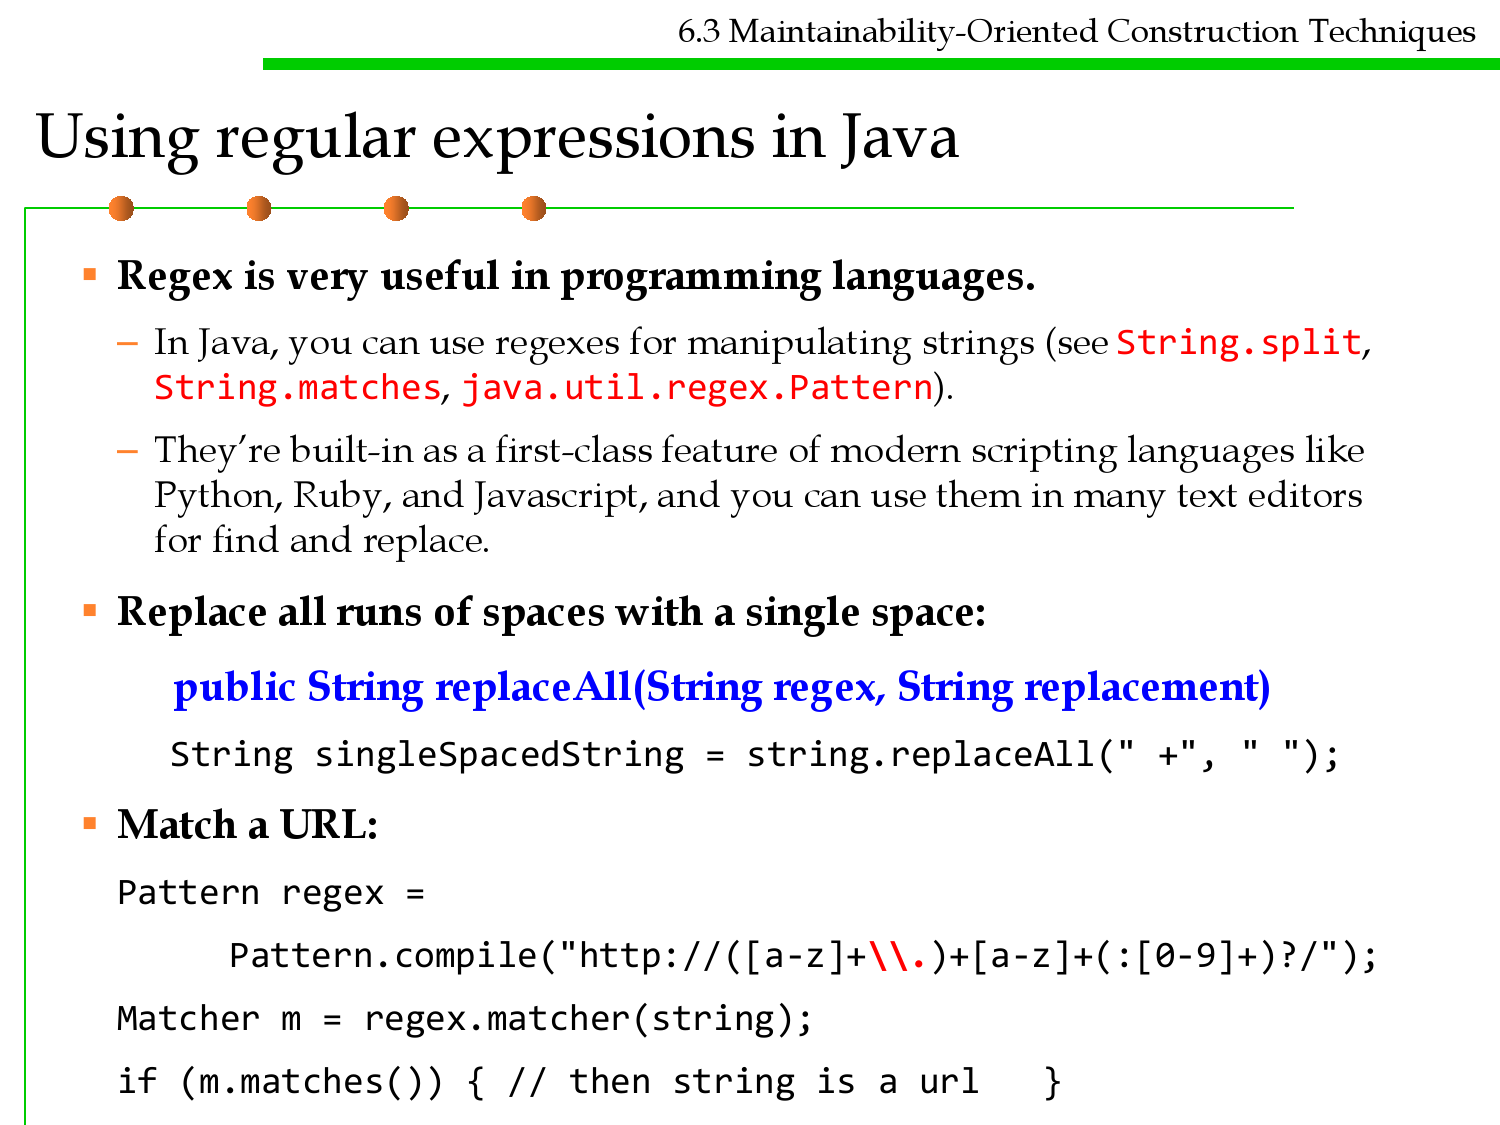 6.3 Maintainability-Oriented Construction Techniques
Using regular expressions in Java
Regex is very useful in programming languages.
– In Java, you can use regexes for manipulating strings (see String.split,
String.matches, java.util.regex.Pattern).
– They’re built-in as a first-class feature of modern scripting languages like
Python, Ruby, and Javascript, and you can use them in many text editors
for find and replace.
Replace all runs of spaces with a single space:
public String replaceAll(String regex, String replacement)
String singleSpacedString = string.replaceAll(" +", " ");
Match a URL:
Pattern regex =
Pattern.compile("http://([a-z]+\\.)+[a-z]+(:[0-9]+)?/");
Matcher m = regex.matcher(string);
if (m.matches()) { // then string is a url   }